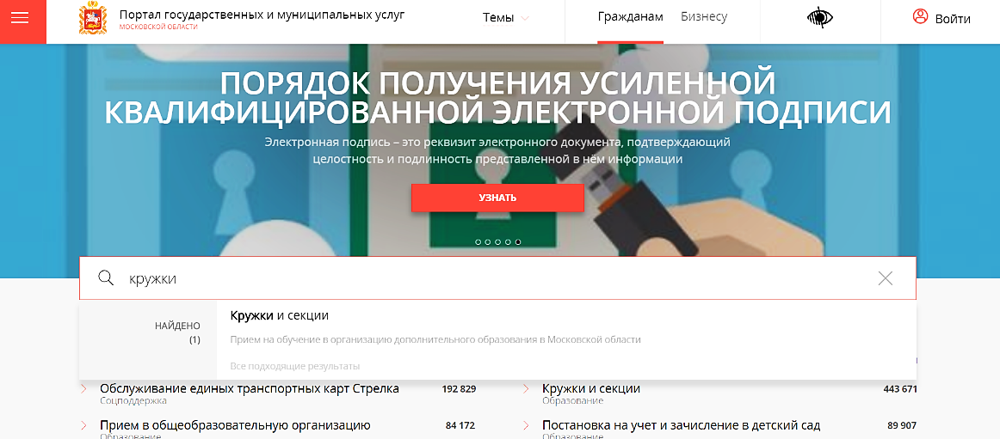 Портал государственных и муниципальных услуг
МОСКОВСКОЙ ОБЛАСТИ
Темы
Гражданам
Бизнесу
Войти
ПОРЯДОК ПОЛУЧЕНИЯ УСИЛЕННОЙ
КВАЛИФИЦИРОВАННОЙ ЭЛЕКТРОННОЙ ПОДПИСИ
Электронная подпись – это реквизит электронного документа, подтверждающий
целостность и подлинность представленной в нём информации
УЗНАТЬ
кружки
НАЙДЕНО
(1)
Кружки и секции
Прием на обучение в организацию дополнительного образования в Московской области
Все подходящие результаты
Обслуживание единых транспортных карт Стрелка 192 829
Соцподдержка
Кружки и секции 443 671
Образование
Прием в общеобразовательную организацию 84 172
Образование
Постановка на учет и зачисление в детский сад 89 907
Образование